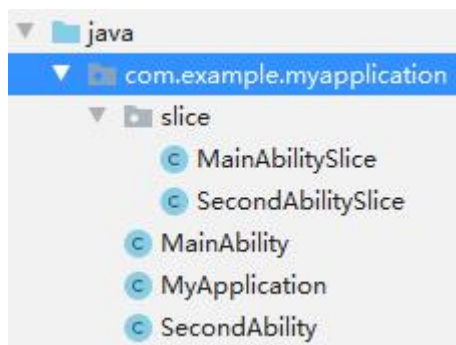 java
com.example.myapplication
slice
C MainAbilitySlice
C SecondAbilitySlice
C MainAbility
C MyApplication
C SecondAbility